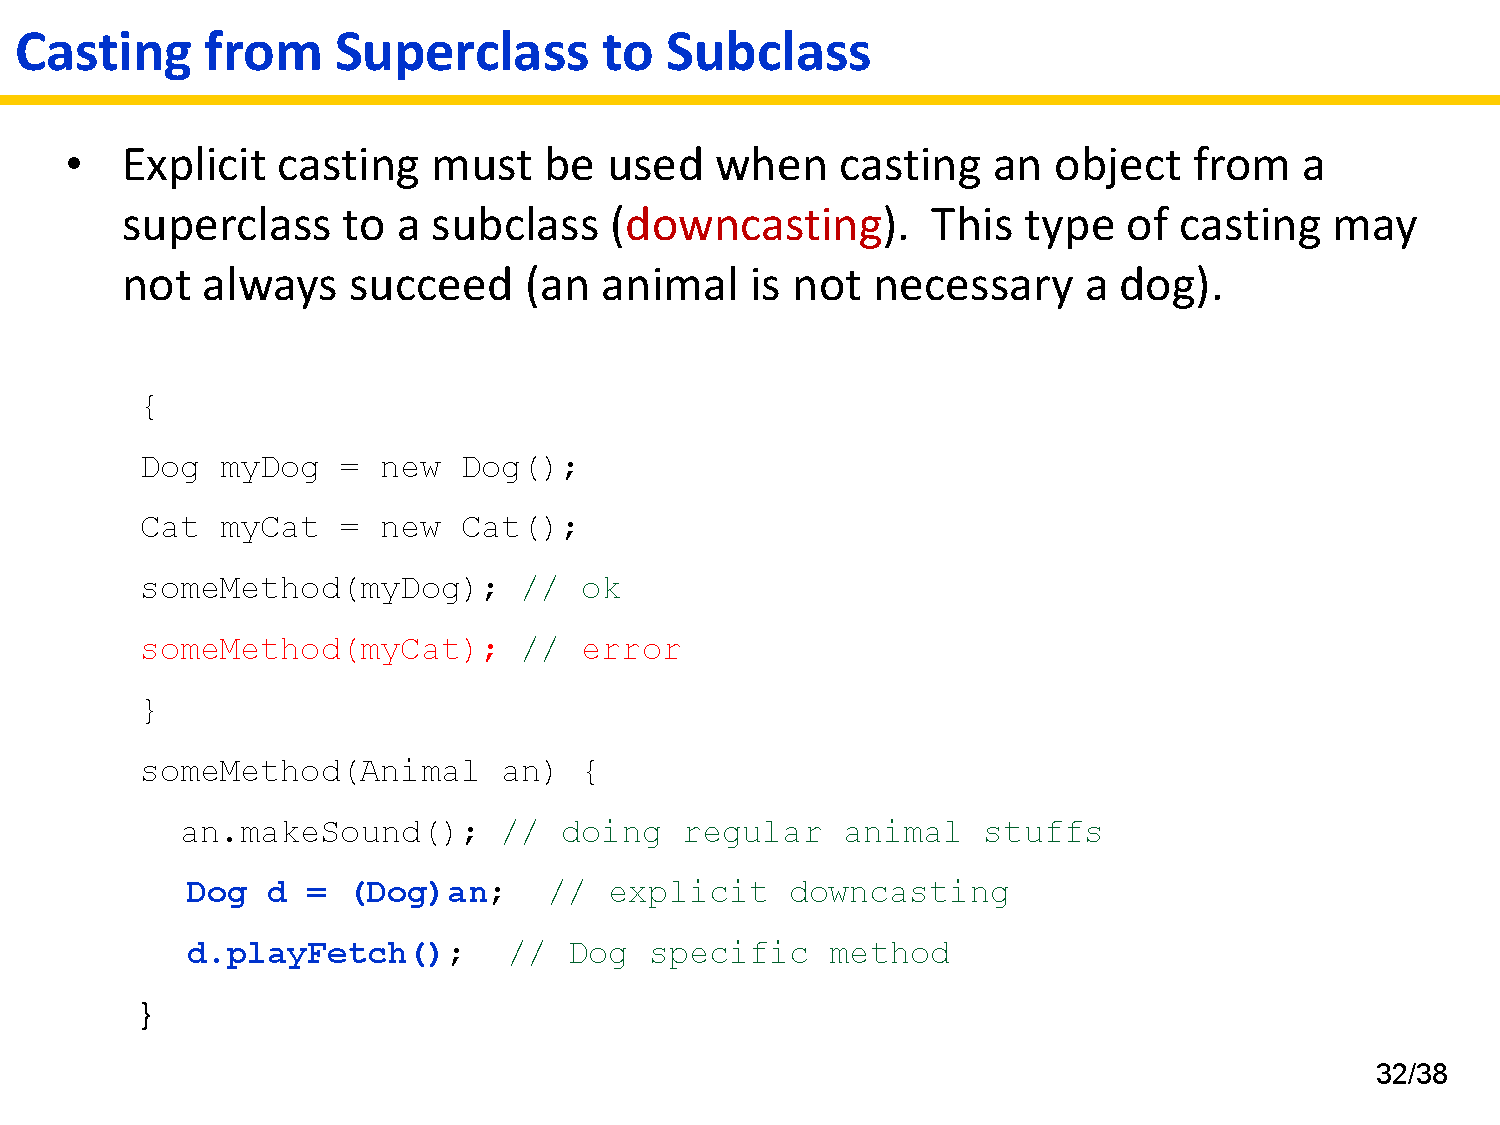 Casting from Superclass to Subclass
• Explicit casting must be used when casting an object from a
superclass to a subclass (downcasting). This type of casting may
not always succeed (an animal is not necessary a dog).
{
Dog myDog = new Dog();
Cat myCat = new Cat();
someMethod(myDog); // ok
someMethod(myCat); // error
}
someMethod(Animal an) {
an.makeSound(); // doing regular animal stuffs
Dog d = (Dog)an; // explicit downcasting
d.playFetch(); // Dog specific method
}
32/38